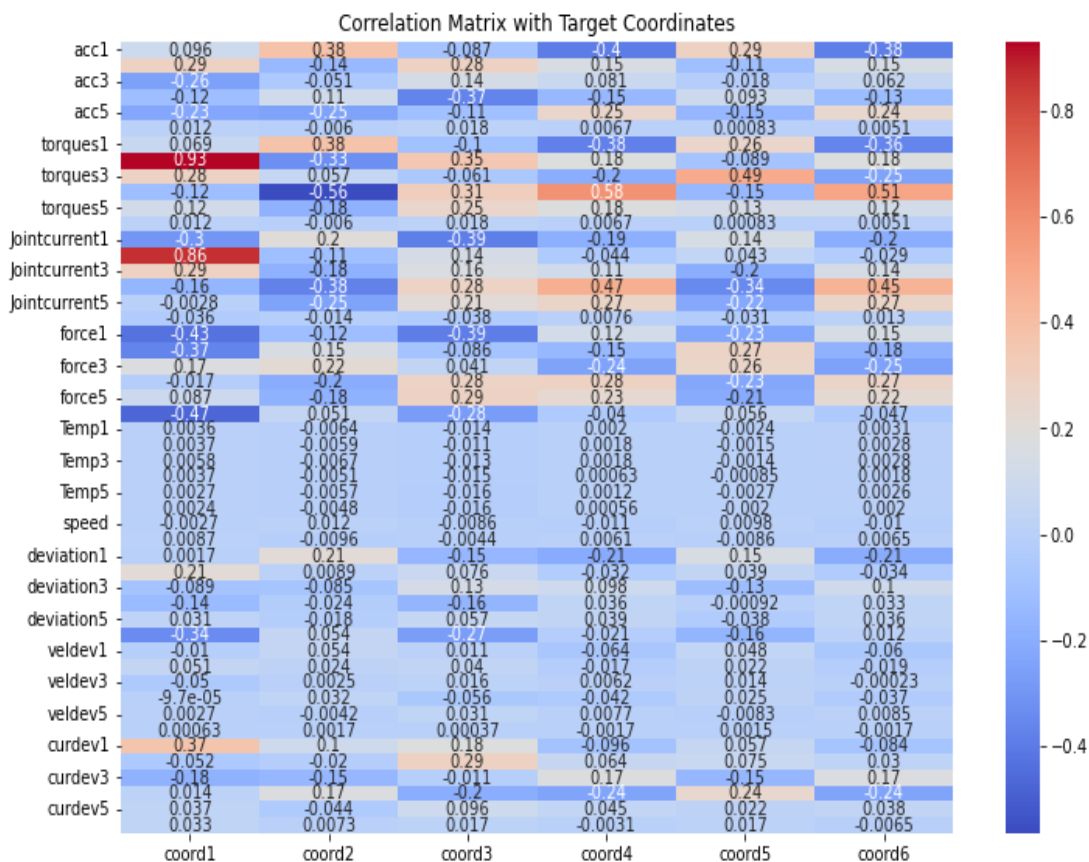 Correlation Matrix with Target Coordinates
acc1 0.096 0.38 -0.087 -0.4 0.29 -0.38
0.29 -0.14 0.28 0.15 -0.11 0.15
acc3 -0.26 -0.051 0.14 0.081 -0.018 0.062
-0.12 0.11 -0.37 -0.15 0.093 -0.13
acc5 -0.23 -0.25 -0.11 0.25 -0.15 0.24
0.012 -0.006 0.018 0.0067 0.00083 0.0051
torques1 0.069 0.38 -0.1 -0.38 0.26 -0.36
0.93 -0.33 0.35 0.18 -0.089 0.18
torques3 0.28 0.057 -0.061 -0.2 0.49 -0.25
-0.12 -0.56 0.31 0.58 -0.15 0.51
torques5 0.12 -0.18 0.25 0.18 0.13 0.12
0.012 -0.006 0.018 0.0067 0.00083 0.0051
Jointcurrent1 -0.3 0.2 -0.39 -0.19 0.14 -0.2
0.86 -0.11 0.14 -0.044 0.043 -0.029
Jointcurrent3 0.29 -0.18 0.16 0.11 -0.2 0.14
-0.16 -0.38 0.28 0.47 -0.34 0.45
Jointcurrent5 -0.0028 -0.25 0.21 0.27 -0.22 0.27
-0.036 -0.014 -0.038 0.0076 -0.031 0.013
force1 -0.43 -0.12 -0.39 0.12 -0.23 0.15
-0.37 0.15 -0.086 -0.15 0.27 -0.18
force3 0.17 0.22 0.041 -0.24 0.26 -0.25
-0.017 -0.2 0.28 0.28 -0.23 0.27
force5 0.087 -0.18 0.29 0.23 -0.21 0.22
-0.47 0.051 -0.28 -0.04 0.056 -0.047
Temp1 0.0036 -0.0064 -0.014 0.002 -0.0024 0.0031
0.0037 -0.0059 -0.011 0.0018 -0.0015 0.0028
Temp3 0.0058 -0.0067 -0.013 0.0018 -0.0014 0.0028
0.0037 -0.0051 -0.015 0.00063 -0.00085 0.0018
Temp5 0.0027 -0.0057 -0.016 0.0012 -0.0027 0.0026
0.0024 -0.0048 -0.016 0.00056 -0.002 0.002
speed -0.0027 0.012 -0.0086 -0.011 0.0098 -0.01
0.0087 -0.0096 -0.0044 0.0061 -0.0086 0.0065
deviation1 0.0017 0.21 -0.15 -0.21 0.15 -0.21
0.21 0.0089 0.076 -0.032 0.039 -0.034
deviation3 -0.089 -0.085 0.13 0.098 -0.13 0.1
-0.14 -0.024 -0.16 0.036 -0.00092 0.033
deviation5 0.031 -0.018 0.057 0.039 -0.038 0.036
-0.34 0.054 -0.27 -0.021 -0.16 0.012
veldev1 -0.01 0.054 0.011 -0.064 0.048 -0.06
0.051 0.024 0.04 -0.017 0.022 -0.019
veldev3 -0.05 0.0025 0.016 0.0062 0.014 -0.00023
-9.7e-05 0.032 -0.056 -0.042 0.025 -0.037
veldev5 0.0027 -0.0042 0.031 0.0077 -0.0083 0.0085
0.00063 0.0017 0.00037 -0.0017 0.0015 -0.0017
curdev1 0.37 0.1 0.18 -0.096 0.057 -0.084
-0.052 -0.02 0.29 0.064 0.075 0.03
curdev3 -0.18 -0.15 -0.011 0.17 -0.15 0.17
0.014 0.17 -0.2 -0.24 0.24 -0.24
curdev5 0.037 -0.044 0.096 0.045 0.022 0.038
0.033 0.0073 0.017 -0.0031 0.017 -0.0065
coord1 coord2 coord3 coord4 coord5 coord6
0.8
0.6
0.4
0.2
0.0
−0.2
−0.4